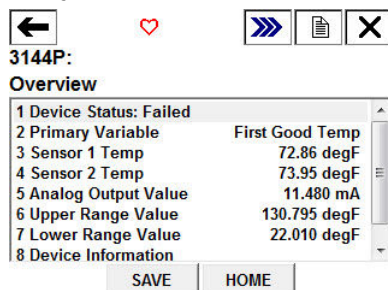 3144P:
Overview
1 Device Status: Failed
2 Primary Variable First Good Temp
3 Sensor 1 Temp 72.86 degF
4 Sensor 2 Temp 73.95 degF
5 Analog Output Value 11.480 mA
6 Upper Range Value 130.795 degF
7 Lower Range Value 22.010 degF
8 Device Information
SAVE HOME